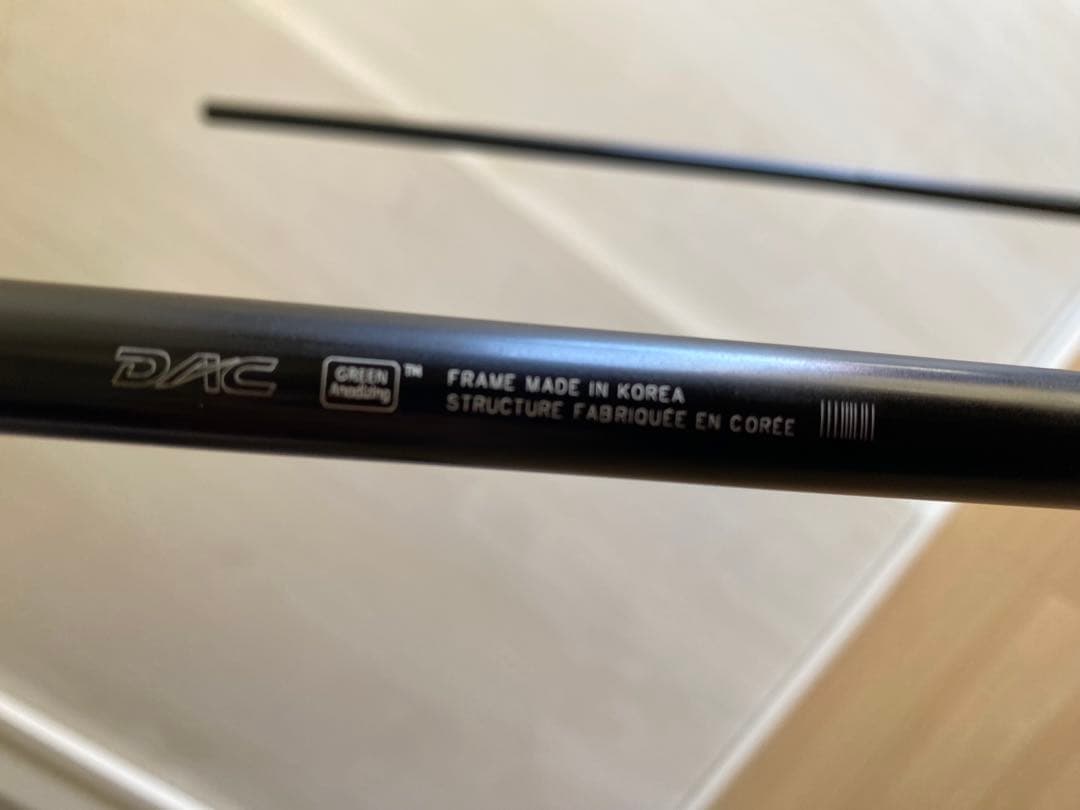 DAC
GREEN
Anodizing
TM
FRAME MADE IN KOREA
STRUCTURE FABRIQUÉE EN CORÉE